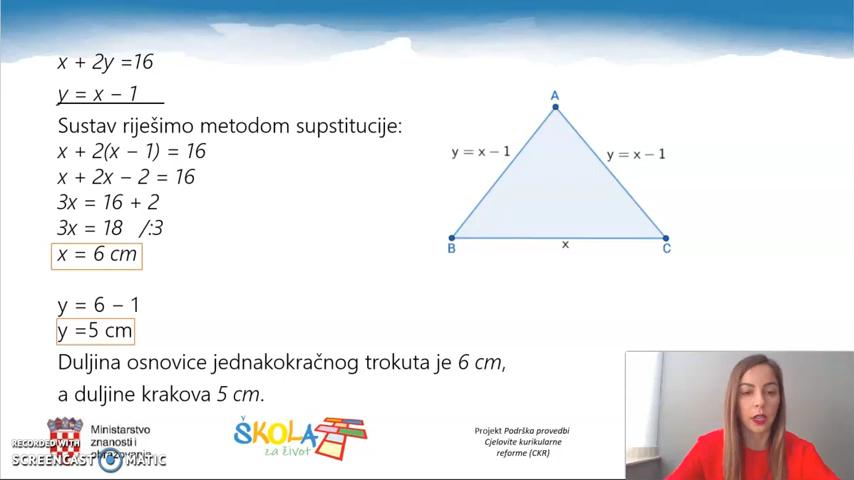 x + 2y =16
y = x – 1
Sustav riješimo metodom supstitucije:
x + 2(x – 1) = 16
x + 2x – 2 = 16
3x = 16 + 2
3x = 18 /:3
x = 6 cm
y = 6 – 1
y =5 cm
Duljina osnovice jednakokračnog trokuta je 6 cm,
a duljine krakova 5 cm.
A
y = x – 1
y = x – 1
B
x
C
Ministarstvo
znanosti i
obrazovanja
RECORDED WITH
SCREENCAST MATIC
ŠKOLA
za život
Projekt Podrška provedbi
Cjelovite kurikularne
reforme (CKR)